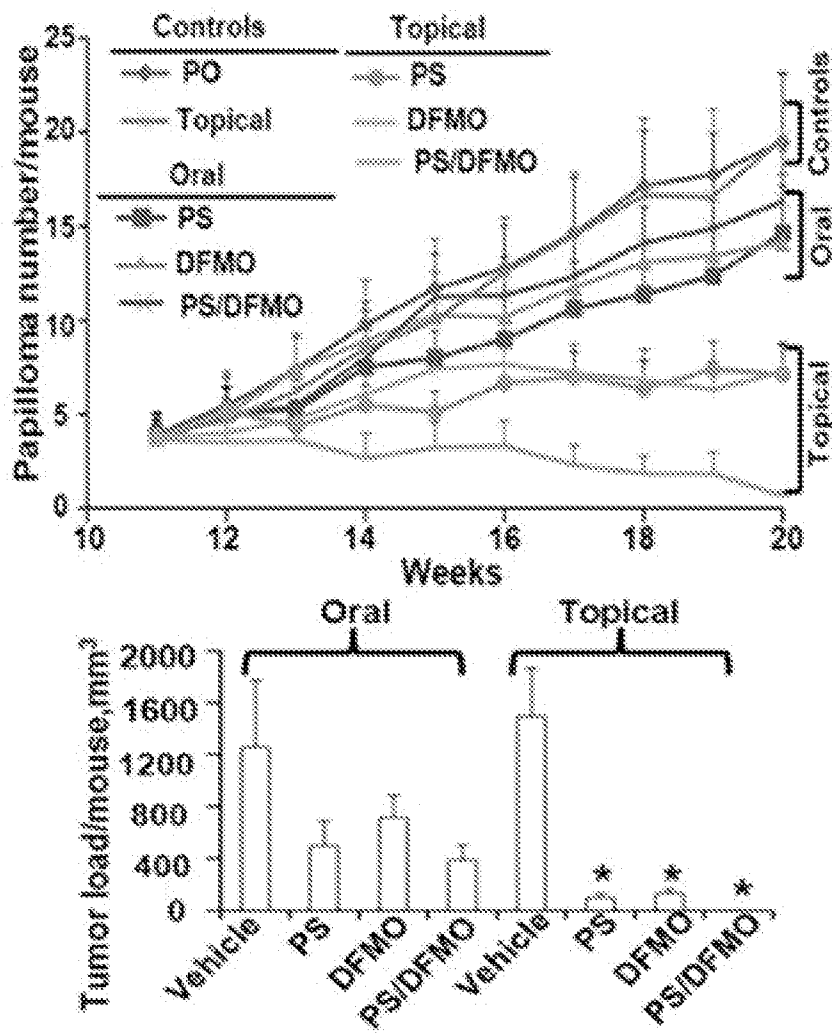 Controls
PO
Topical
Oral
PS
DFMO
PS/DFMO
Topical
PS
DFMO
PS/DFMO
Papilloma number/mouse
25
20
15
10
5
0
10
12
14
16
18
20
Weeks
Controls
Oral
Topical
Oral
Topical
Tumor load/mouse,mm³
2000
1600
1200
800
400
0
*
*
*
Vehicle
PS
DFMO
PS/DFMO
Vehicle
PS
DFMO
PS/DFMO